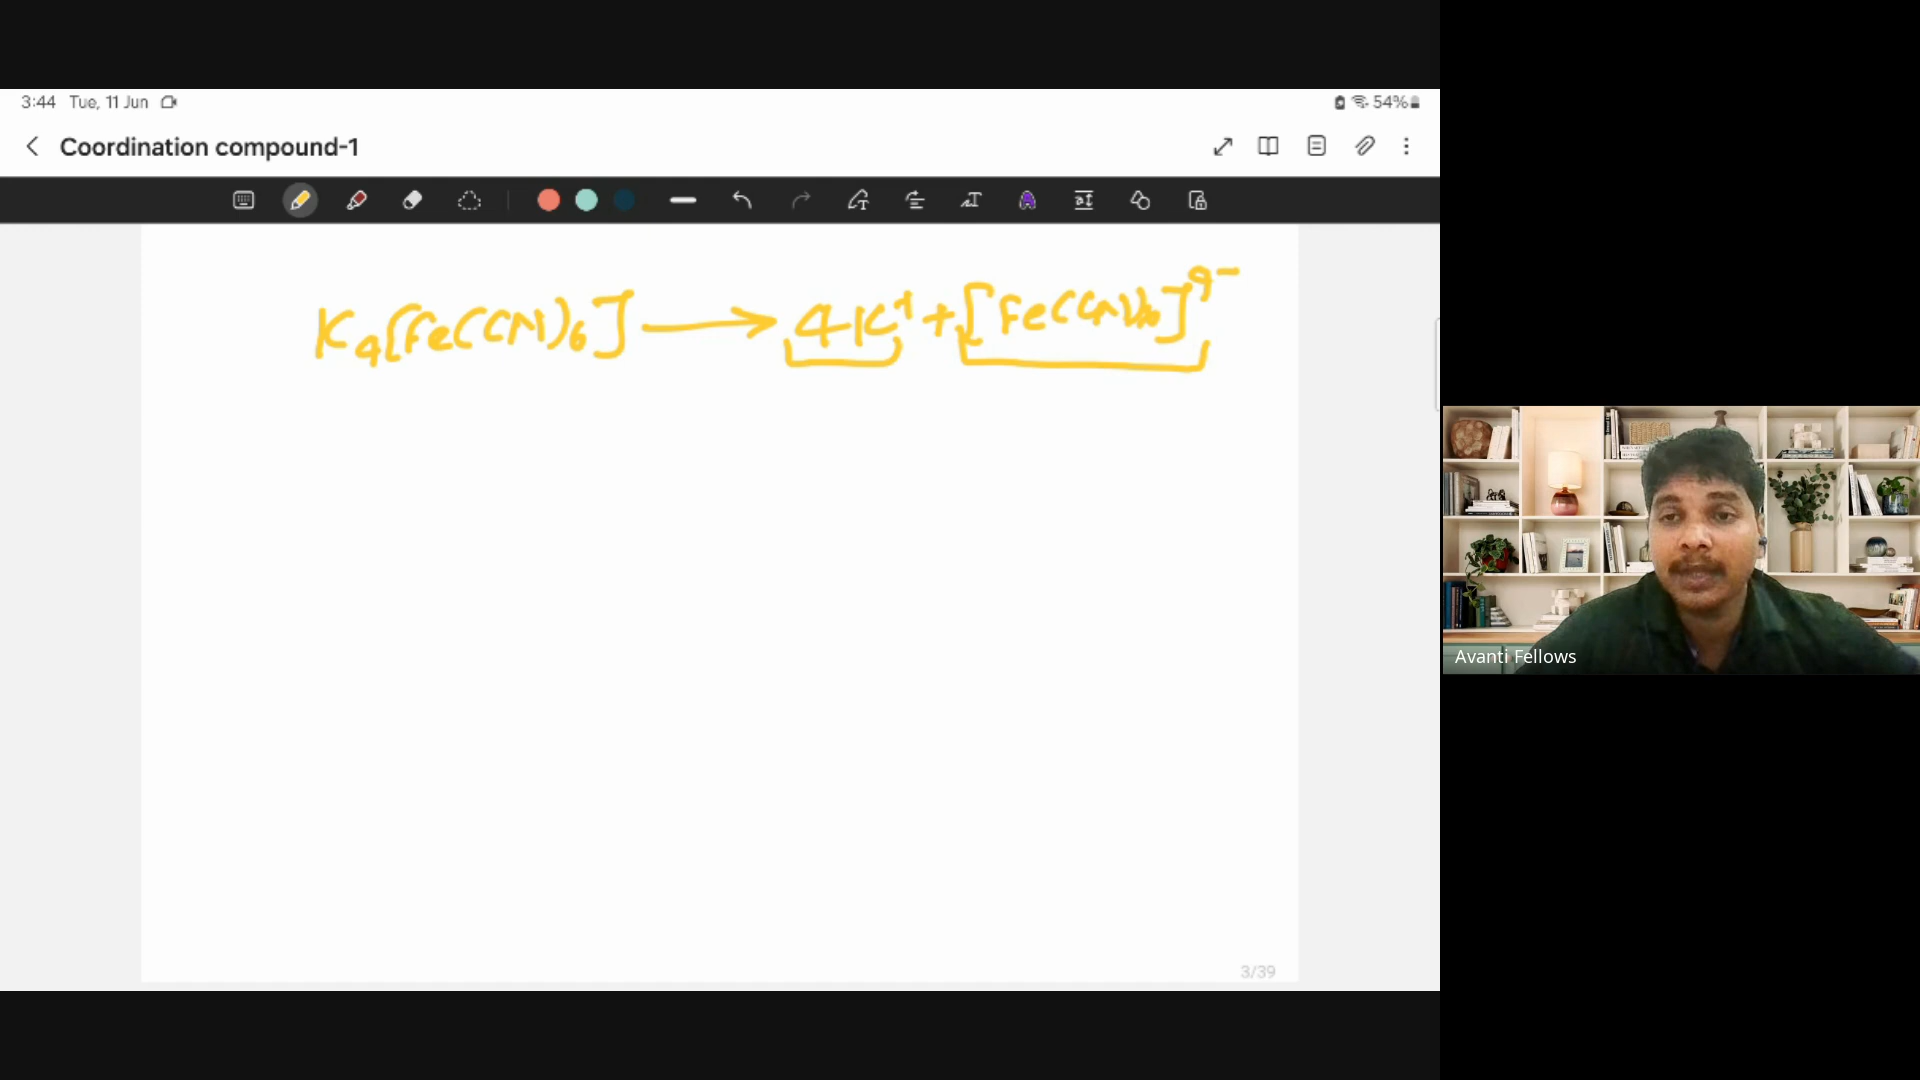 3:44 Tue, 11 Jun 54%
Coordination compound-1
K₄[Fe(CN)₆] ⟶ 4K⁺ + [Fe(CN)₆]⁴⁻
3/39
Avanti Fellows